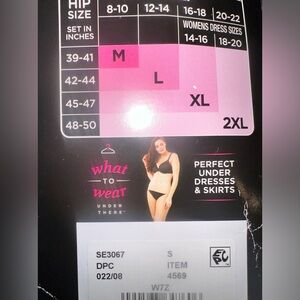 HIP
SIZE
8-10
12-14
16-18
20-22
SET IN
INCHES
WOMENS DRESS SIZES
14-16
18-20
39-41
M
42-44
L
45-47
XL
48-50
2XL
what
TO
wear
UNDER
THERE
PERFECT
UNDER
DRESSES
& SKIRTS
SE3067
S
DPC
ITEM
022/08
4569
W7Z